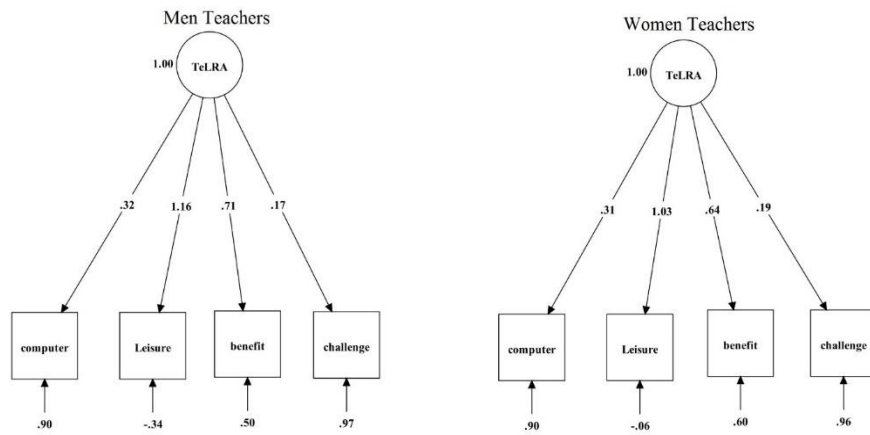 Men Teachers
1.00
TeLRA
.32
1.16
.71
.17
computer
Leisure
benefit
challenge
.90
-.34
.50
.97
Women Teachers
1.00
TeLRA
.31
1.03
.64
.19
computer
Leisure
benefit
challenge
.90
-.06
.60
.96